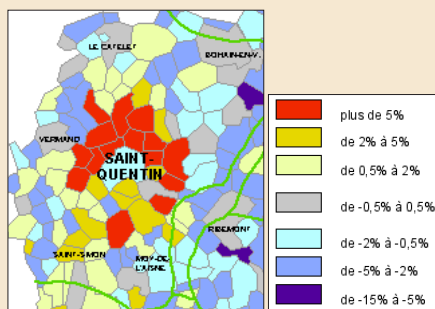 LE CATELET
BOHAIN-EN-V.
VERMAND
SAINT-
QUENTIN
RIBEMONT
SAINT-SIMON
MOY-DE-
L'AISNE
plus de 5%
de 2% à 5%
de 0,5% à 2%
de -0,5% à 0,5%
de -2% à -0,5%
de -5% à -2%
de -15% à -5%